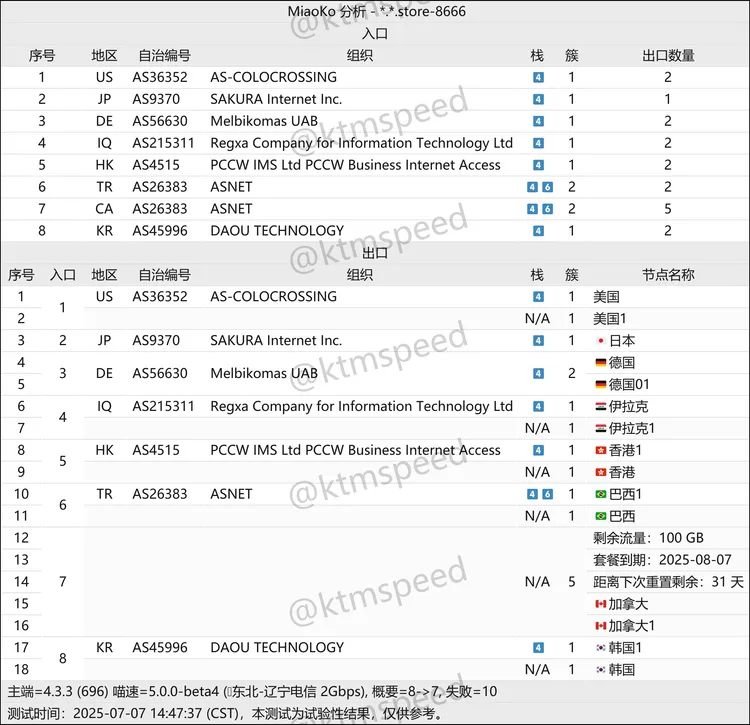 MiaoKo 分析 - *.*.store-8666
入口
序号 地区 自治编号 组织 栈 簇 出口数量
1 US AS36352 AS-COLOCROSSING 4 1 2
2 JP AS9370 SAKURA Internet Inc. 4 1 1
3 DE AS56630 Melbikomas UAB 4 1 2
4 IQ AS215311 Regxa Company for Information Technology Ltd 4 1 2
5 HK AS4515 PCCW IMS Ltd PCCW Business Internet Access 4 1 2
6 TR AS26383 ASNET 4 6 2 2
7 CA AS26383 ASNET 4 6 2 5
8 KR AS45996 DAOU TECHNOLOGY 4 1 2
出口
序号 入口 地区 自治编号 组织 栈 簇 节点名称
1 1 US AS36352 AS-COLOCROSSING 4 1 美国
2 N/A 1 美国1
3 2 JP AS9370 SAKURA Internet Inc. 4 1 日本
4 3 DE AS56630 Melbikomas UAB 4 2 德国
5 德国01
6 4 IQ AS215311 Regxa Company for Information Technology Ltd 4 1 伊拉克
7 N/A 1 伊拉克1
8 5 HK AS4515 PCCW IMS Ltd PCCW Business Internet Access 4 1 香港1
9 N/A 1 香港
10 6 TR AS26383 ASNET 4 6 1 巴西1
11 N/A 1 巴西
12 剩余流量：100 GB
13 套餐到期：2025-08-07
14 7 N/A 5 距离下次重置剩余：31 天
15 加拿大
16 加拿大1
17 8 KR AS45996 DAOU TECHNOLOGY 4 1 韩国1
18 N/A 1 韩国
主端=4.3.3 (696) 喵速=5.0.0-beta4 (东北-辽宁电信 2Gbps), 概要=8->7, 失败=10
测试时间：2025-07-07 14:47:37 (CST)，本测试为试验性结果，仅供参考。
@ktmspeed
@ktmspeed
@ktmspeed
@ktmspeed
@ktmspeed
@ktmspeed
@ktmspeed